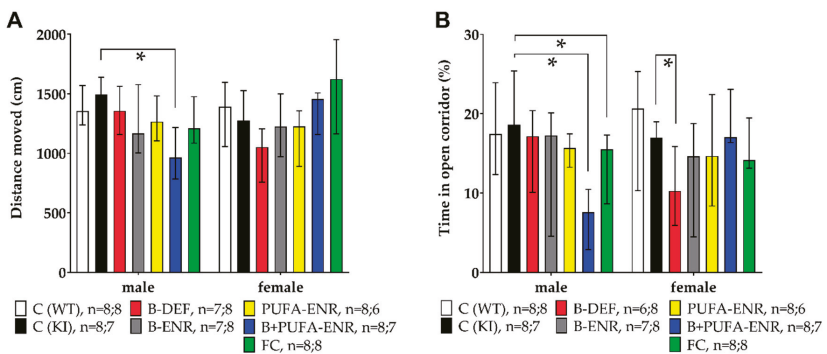 A
Distance moved (cm)
2000
1500
1000
500
0
*
male
female
C (WT), n=8;8
B-DEF, n=7;8
PUFA-ENR, n=8;6
C (KI), n=8;7
B-ENR, n=7;8
B+PUFA-ENR, n=8;7
FC, n=8;8
B
Time in open corridor (%)
30
20
10
0
*
*
*
male
female
C (WT), n=8;8
B-DEF, n=6;8
PUFA-ENR, n=8;6
C (KI), n=8;7
B-ENR, n=7;8
B+PUFA-ENR, n=8;7
FC, n=8;8